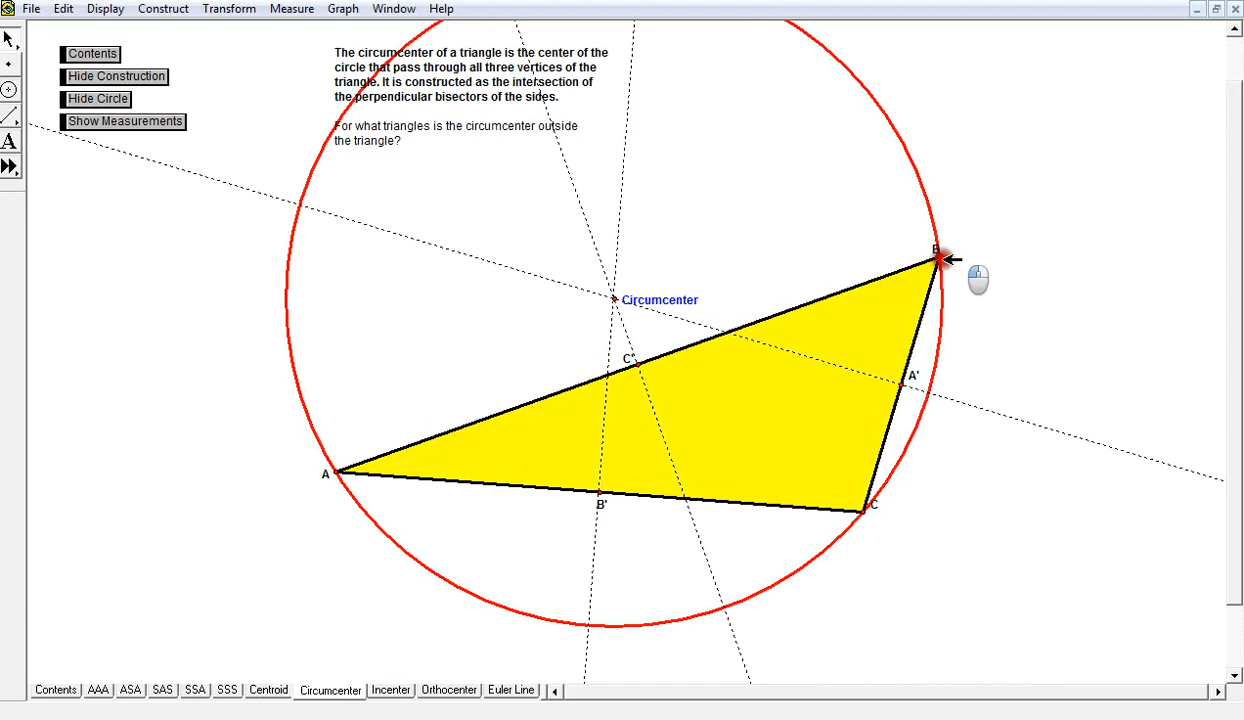 File Edit Display Construct Transform Measure Graph Window Help
Contents
Hide Construction
Hide Circle
Show Measurements
The circumcenter of a triangle is the center of the
circle that pass through all three vertices of the
triangle. It is constructed as the intersection of
the perpendicular bisectors of the sides.
For what triangles is the circumcenter outside
the triangle?
B
Circumcenter
C'
A'
A
B'
C
A
Contents AAA ASA SAS SSA SSS Centroid Circumcenter Incenter Orthocenter Euler Line